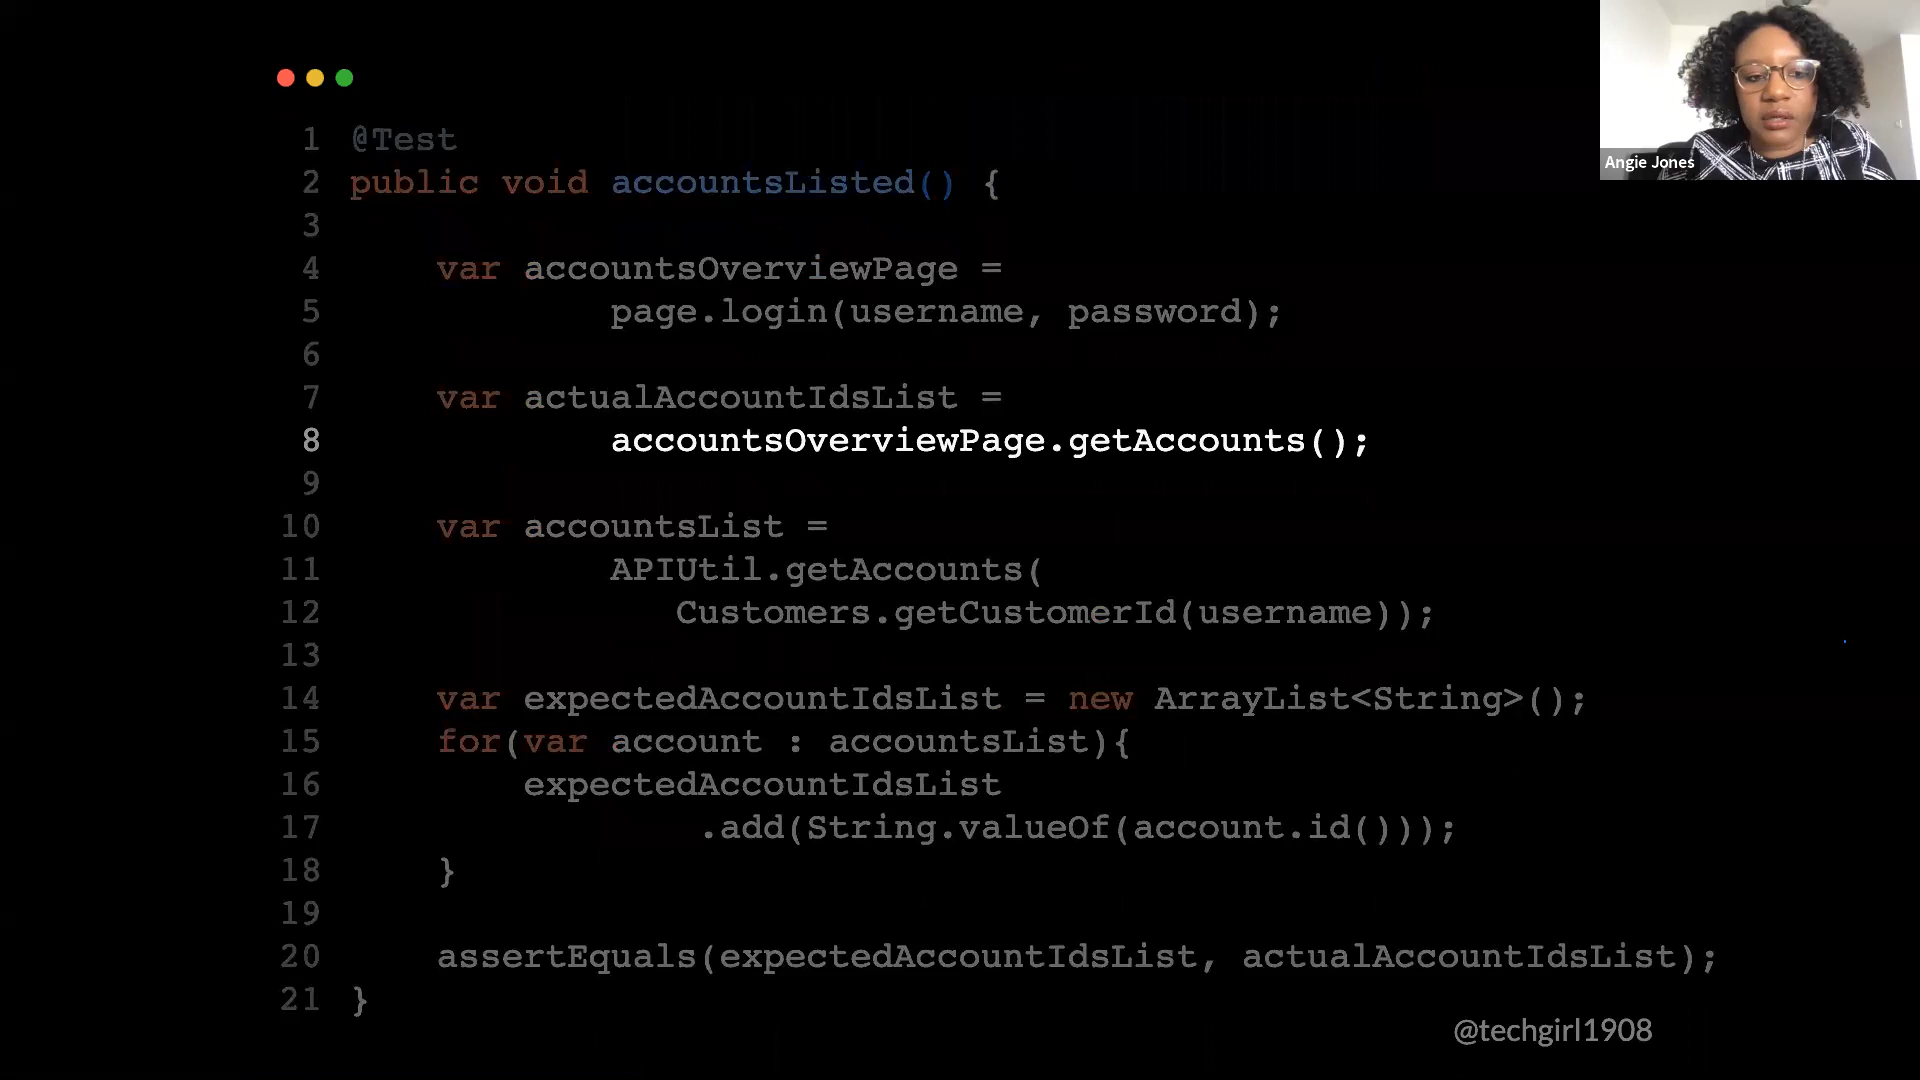 Angie Jones
1 @Test
2 public void accountsListed() {
3
4 var accountsOverviewPage =
5 page.login(username, password);
6
7 var actualAccountIdsList =
8 accountsOverviewPage.getAccounts();
9
10 var accountsList =
11 APIUtil.getAccounts(
12 Customers.getCustomerId(username));
13
14 var expectedAccountIdsList = new ArrayList<String>();
15 for(var account : accountsList){
16 expectedAccountIdsList
17 .add(String.valueOf(account.id()));
18 }
19
20 assertEquals(expectedAccountIdsList, actualAccountIdsList);
21 }
@techgirl1908